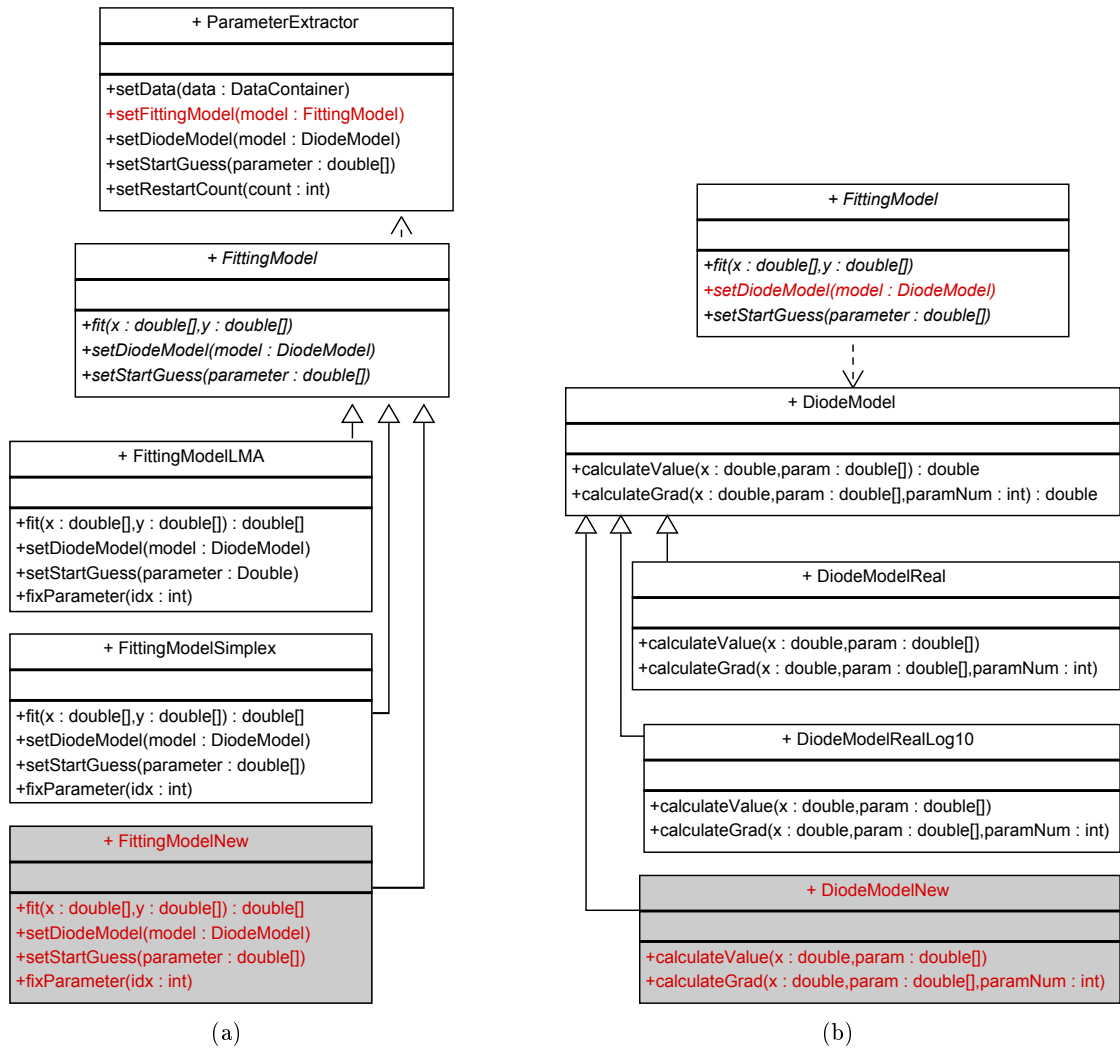 + ParameterExtractor
+setData(data : DataContainer)
+setFittingModel(model : FittingModel)
+setDiodeModel(model : DiodeModel)
+setStartGuess(parameter : double[])
+setRestartCount(count : int)
+ FittingModel
+fit(x : double[],y : double[])
+setDiodeModel(model : DiodeModel)
+setStartGuess(parameter : double[])
+ FittingModelLMA
+fit(x : double[],y : double[]) : double[]
+setDiodeModel(model : DiodeModel)
+setStartGuess(parameter : Double)
+fixParameter(idx : int)
+ FittingModelSimplex
+fit(x : double[],y : double[]) : double[]
+setDiodeModel(model : DiodeModel)
+setStartGuess(parameter : double[])
+fixParameter(idx : int)
+ FittingModelNew
+fit(x : double[],y : double[]) : double[]
+setDiodeModel(model : DiodeModel)
+setStartGuess(parameter : double[])
+fixParameter(idx : int)
(a)
+ FittingModel
+fit(x : double[],y : double[])
+setDiodeModel(model : DiodeModel)
+setStartGuess(parameter : double[])
+ DiodeModel
+calculateValue(x : double,param : double[]) : double
+calculateGrad(x : double,param : double[],paramNum : int) : double
+ DiodeModelReal
+calculateValue(x : double,param : double[])
+calculateGrad(x : double,param : double[],paramNum : int)
+ DiodeModelRealLog10
+calculateValue(x : double,param : double[])
+calculateGrad(x : double,param : double[],paramNum : int)
+ DiodeModelNew
+calculateValue(x : double,param : double[])
+calculateGrad(x : double,param : double[],paramNum : int)
(b)